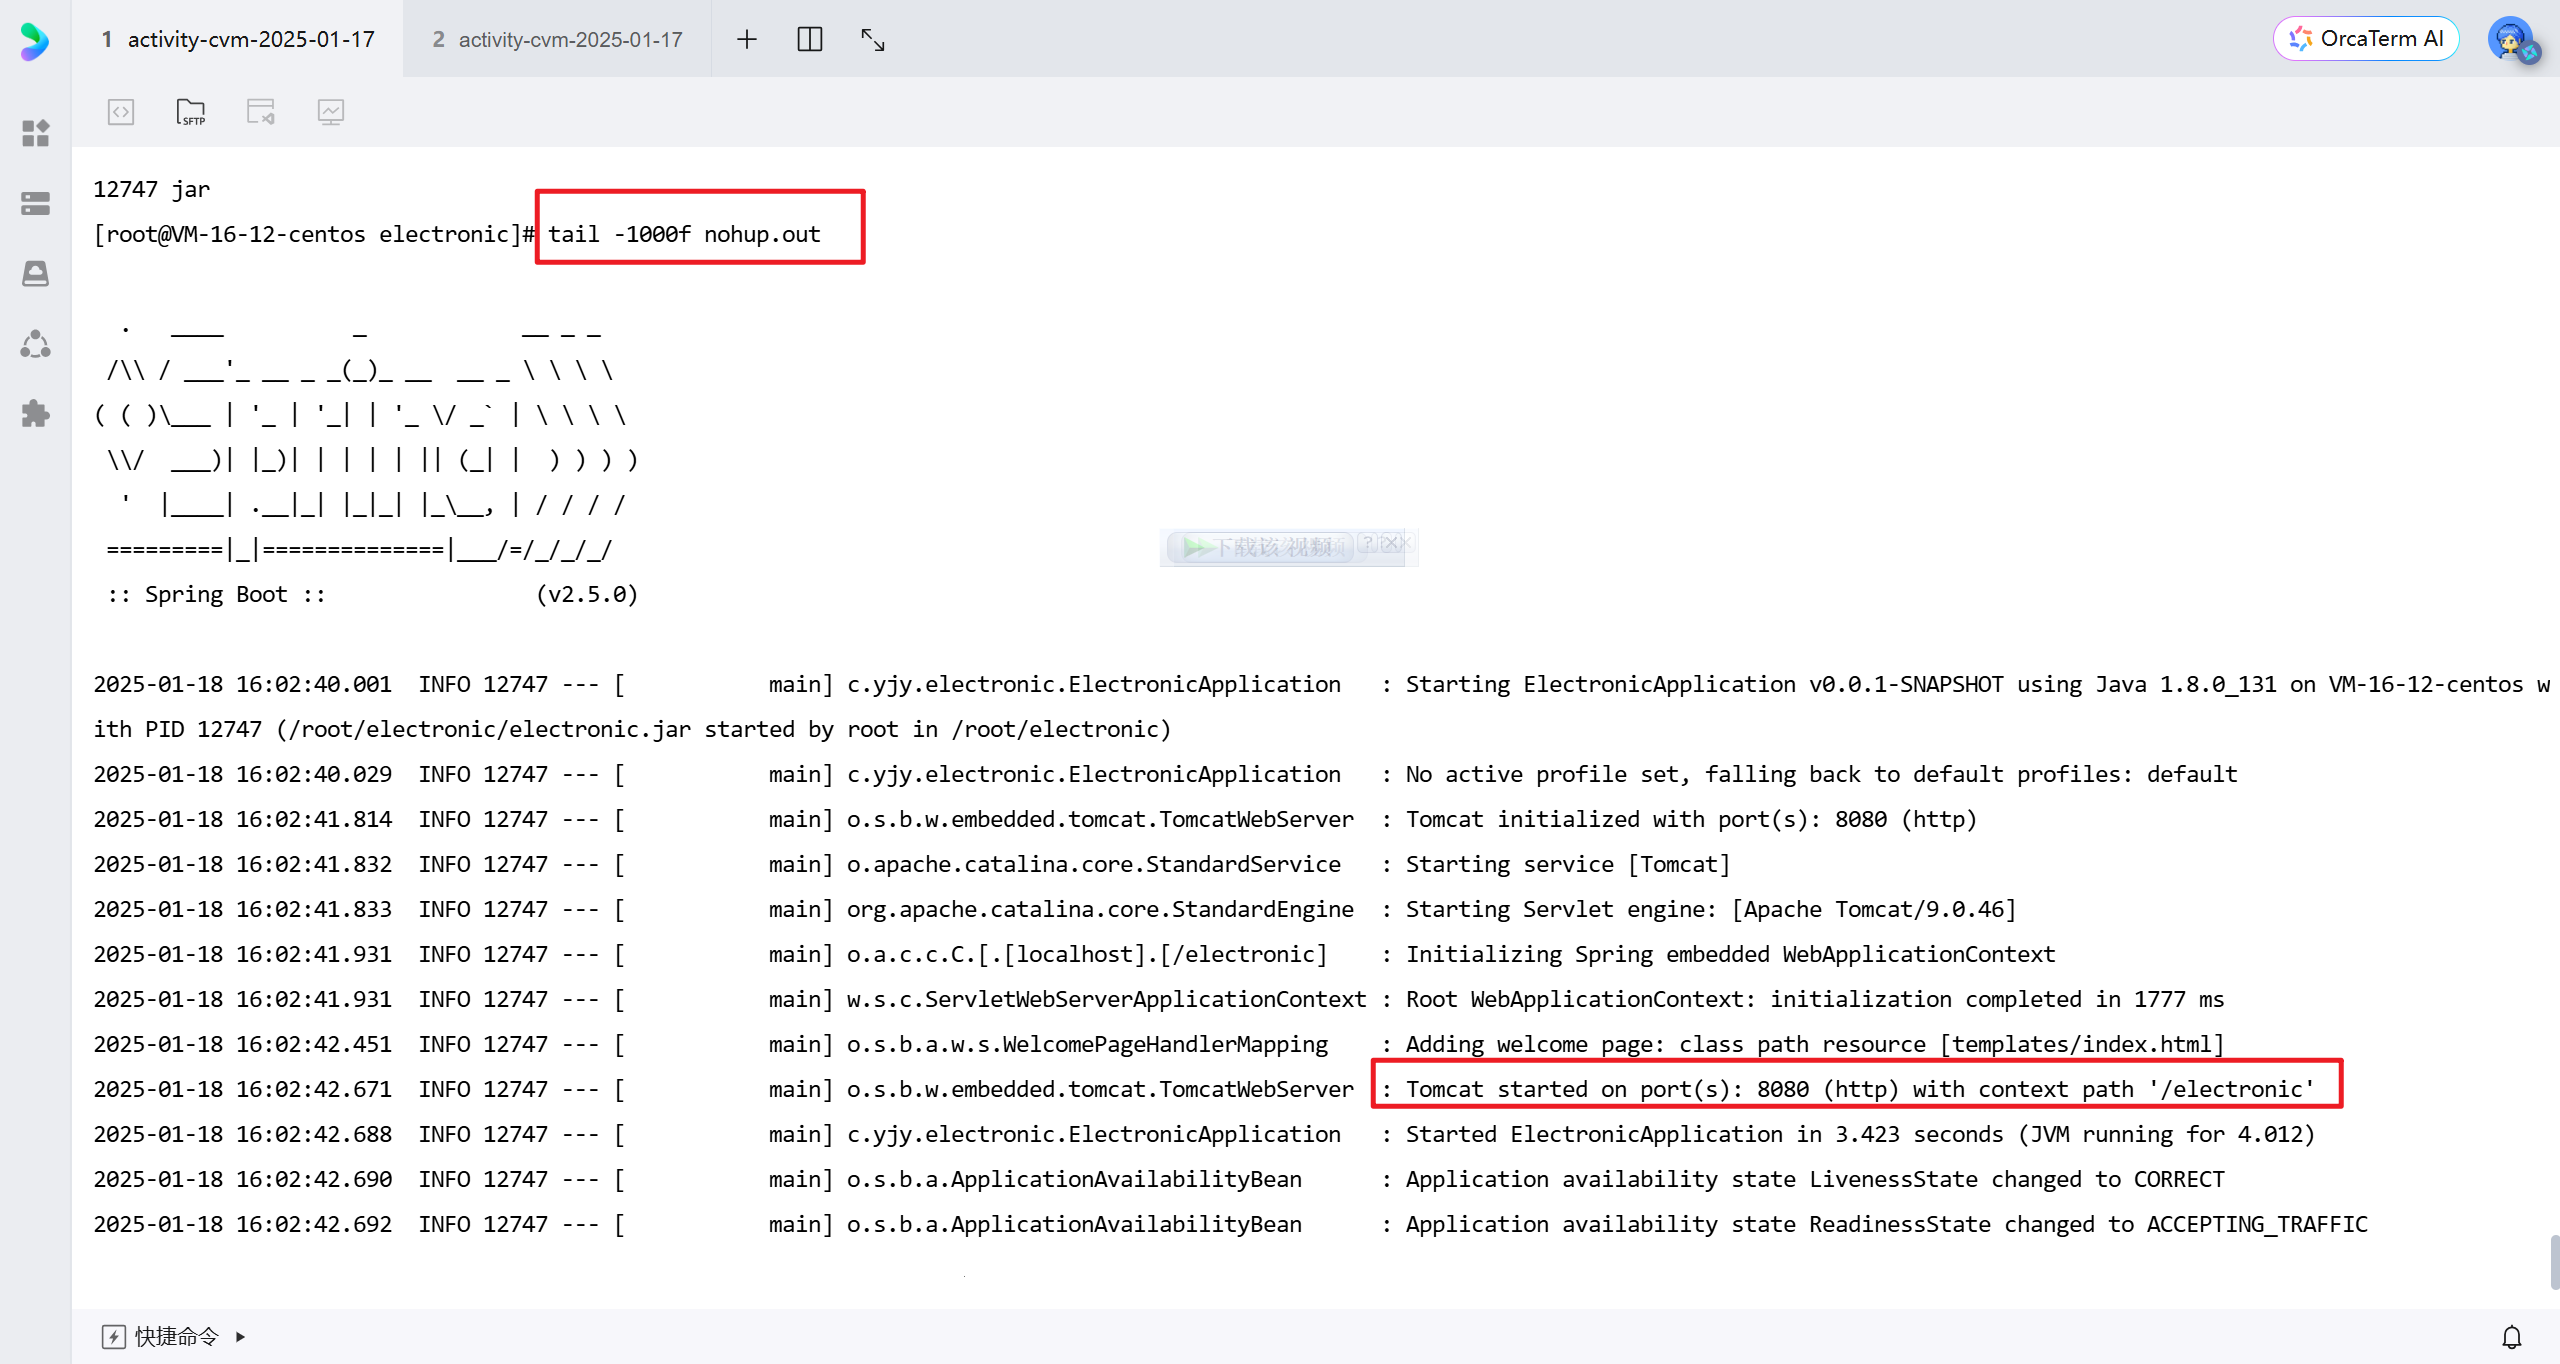 1 activity-cvm-2025-01-17 2 activity-cvm-2025-01-17 OrcaTerm AI
SFTP
12747 jar
[root@VM-16-12-centos electronic]# tail -1000f nohup.out
  .   ____          _            __ _ _
 /\\ / ___'_ __ _ _(_)_ __  __ _ \ \ \ \
( ( )\___ | '_ | '_| | '_ \/ _` | \ \ \ \
 \\/  ___)| |_)| | | | | || (_| |  ) ) ) )
  '  |____| .__|_| |_|_| |_\__, | / / / /
 =========|_|==============|___/=/_/_/_/
 :: Spring Boot ::                (v2.5.0)
下载该视频
2025-01-18 16:02:40.001  INFO 12747 --- [           main] c.yjy.electronic.ElectronicApplication   : Starting ElectronicApplication v0.0.1-SNAPSHOT using Java 1.8.0_131 on VM-16-12-centos w
ith PID 12747 (/root/electronic/electronic.jar started by root in /root/electronic)
2025-01-18 16:02:40.029  INFO 12747 --- [           main] c.yjy.electronic.ElectronicApplication   : No active profile set, falling back to default profiles: default
2025-01-18 16:02:41.814  INFO 12747 --- [           main] o.s.b.w.embedded.tomcat.TomcatWebServer  : Tomcat initialized with port(s): 8080 (http)
2025-01-18 16:02:41.832  INFO 12747 --- [           main] o.apache.catalina.core.StandardService   : Starting service [Tomcat]
2025-01-18 16:02:41.833  INFO 12747 --- [           main] org.apache.catalina.core.StandardEngine  : Starting Servlet engine: [Apache Tomcat/9.0.46]
2025-01-18 16:02:41.931  INFO 12747 --- [           main] o.a.c.c.C.[.[localhost].[/electronic]    : Initializing Spring embedded WebApplicationContext
2025-01-18 16:02:41.931  INFO 12747 --- [           main] w.s.c.ServletWebServerApplicationContext : Root WebApplicationContext: initialization completed in 1777 ms
2025-01-18 16:02:42.451  INFO 12747 --- [           main] o.s.b.a.w.s.WelcomePageHandlerMapping    : Adding welcome page: class path resource [templates/index.html]
2025-01-18 16:02:42.671  INFO 12747 --- [           main] o.s.b.w.embedded.tomcat.TomcatWebServer  : Tomcat started on port(s): 8080 (http) with context path '/electronic'
2025-01-18 16:02:42.688  INFO 12747 --- [           main] c.yjy.electronic.ElectronicApplication   : Started ElectronicApplication in 3.423 seconds (JVM running for 4.012)
2025-01-18 16:02:42.690  INFO 12747 --- [           main] o.s.b.a.ApplicationAvailabilityBean      : Application availability state LivenessState changed to CORRECT
2025-01-18 16:02:42.692  INFO 12747 --- [           main] o.s.b.a.ApplicationAvailabilityBean      : Application availability state ReadinessState changed to ACCEPTING_TRAFFIC
快捷命令